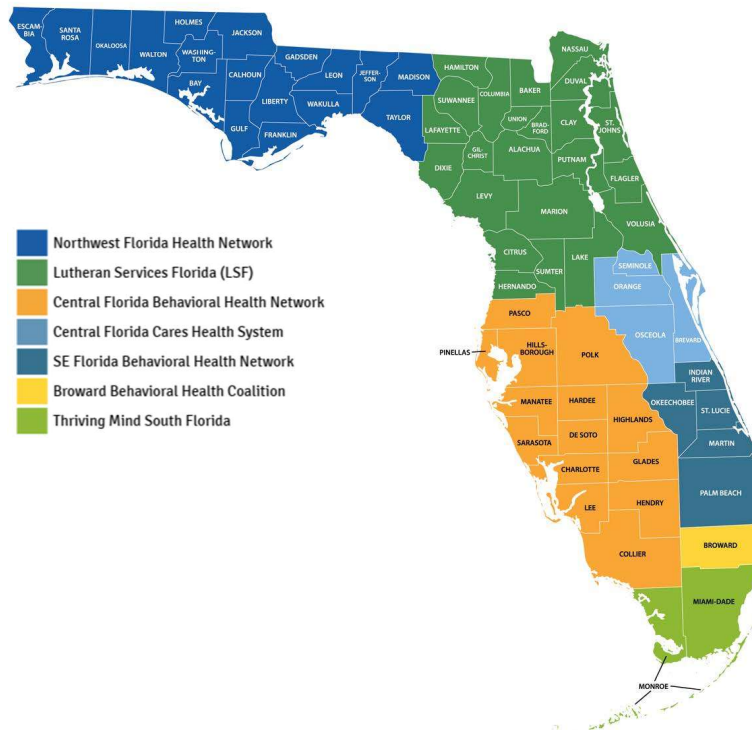 ESCAM-
BIA
SANTA
ROSA
OKALOOSA
WALTON
HOLMES
WASHING-
TON
BAY
JACKSON
CALHOUN
GULF
GADSDEN
LIBERTY
FRANKLIN
LEON
WAKULLA
JEFFER-
SON
MADISON
TAYLOR
HAMILTON
SUWANNEE
LAFAYETTE
DIXIE
COLUMBIA
GIL-
CHRIST
LEVY
BAKER
UNION
BRAD-
FORD
ALACHUA
NASSAU
DUVAL
CLAY
ST.
JOHNS
PUTNAM
FLAGLER
MARION
VOLUSIA
CITRUS
SUMTER
LAKE
HERNANDO
SEMINOLE
ORANGE
OSCEOLA
BREVARD
PASCO
PINELLAS
HILLS-
BOROUGH
POLK
INDIAN
RIVER
MANATEE
HARDEE
HIGHLANDS
OKEECHOBEE
ST. LUCIE
SARASOTA
DE SOTO
MARTIN
CHARLOTTE
GLADES
LEE
HENDRY
PALM BEACH
COLLIER
BROWARD
MIAMI-DADE
MONROE
Northwest Florida Health Network
Lutheran Services Florida (LSF)
Central Florida Behavioral Health Network
Central Florida Cares Health System
SE Florida Behavioral Health Network
Broward Behavioral Health Coalition
Thriving Mind South Florida